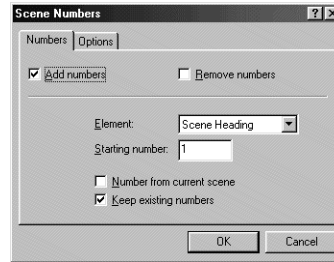 Scene Numbers
Numbers Options
Add numbers Remove numbers
Element: Scene Heading
Starting number: 1
Number from current scene
Keep existing numbers
OK Cancel